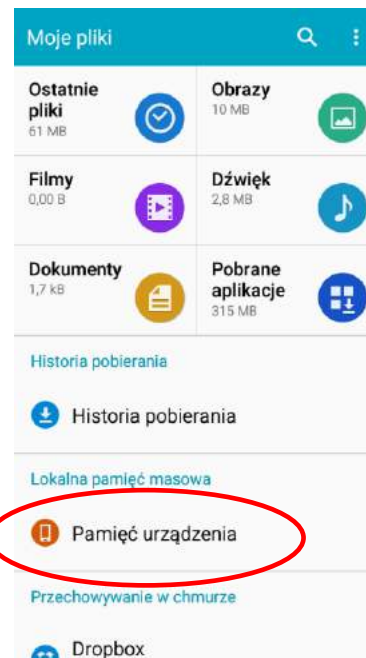 Moje pliki
Ostatnie
pliki
61 MB
Obrazy
10 MB
Filmy
0,00 B
Dźwięk
2,8 MB
Dokumenty
1,7 kB
Pobrane
aplikacje
315 MB
Historia pobierania
Historia pobierania
Lokalna pamięć masowa
Pamięć urządzenia
Przechowywanie w chmurze
Dropbox